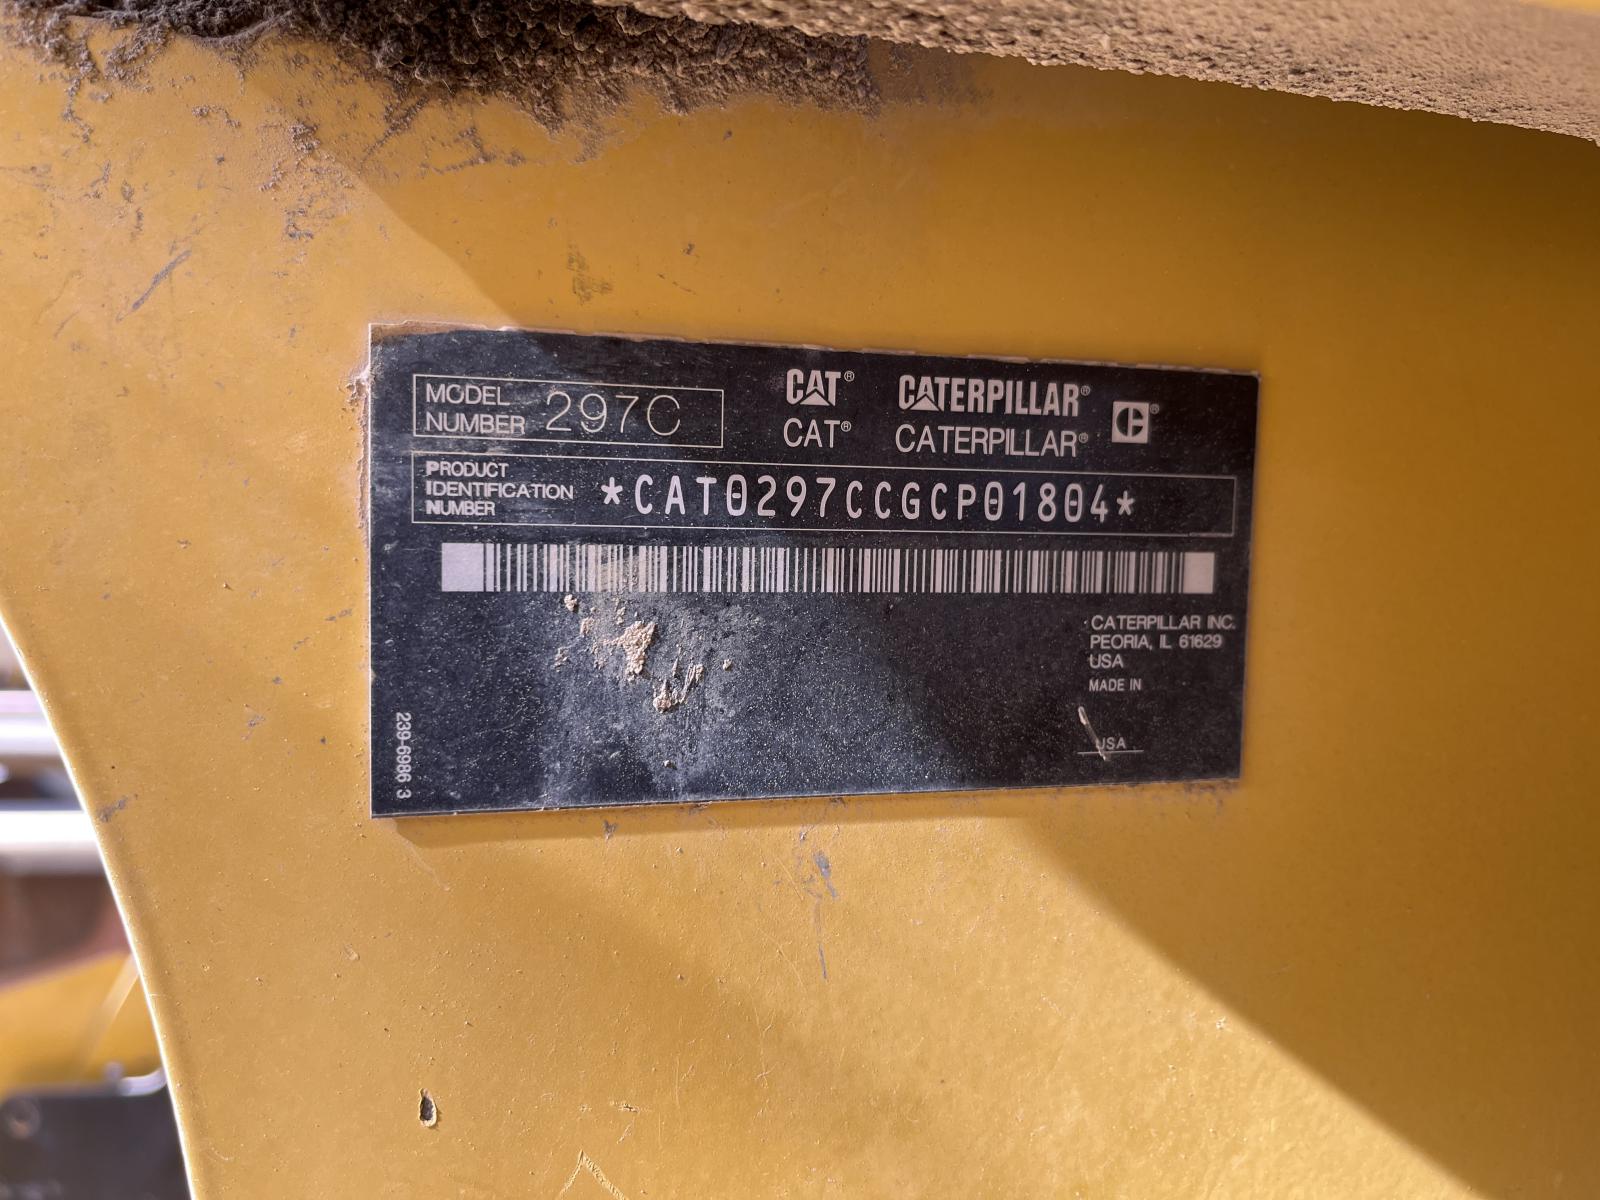 MODEL
NUMBER 297C
CAT® CATERPILLAR®
CAT® CATERPILLAR®
PRODUCT
IDENTIFICATION
NUMBER
*CAT0297CCGCP01804*
CATERPILLAR INC.
PEORIA, IL 61629
USA
MADE IN
USA
239-6986 3